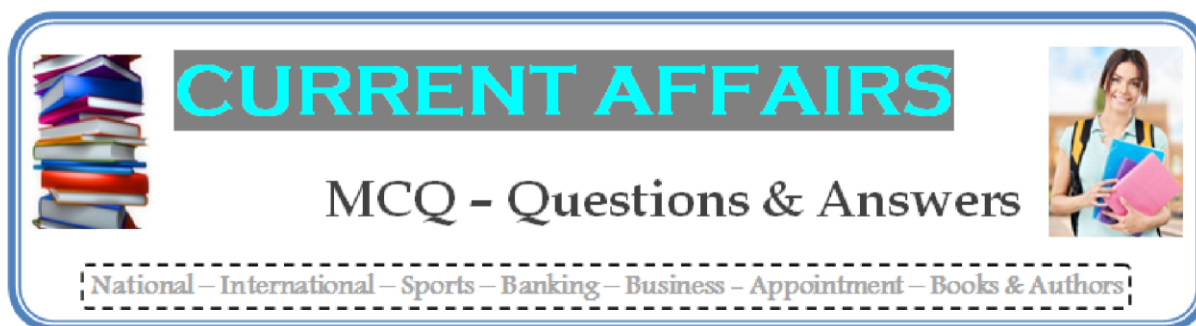 CURRENT AFFAIRS
MCQ – Questions & Answers
National – International – Sports – Banking – Business - Appointment – Books & Authors